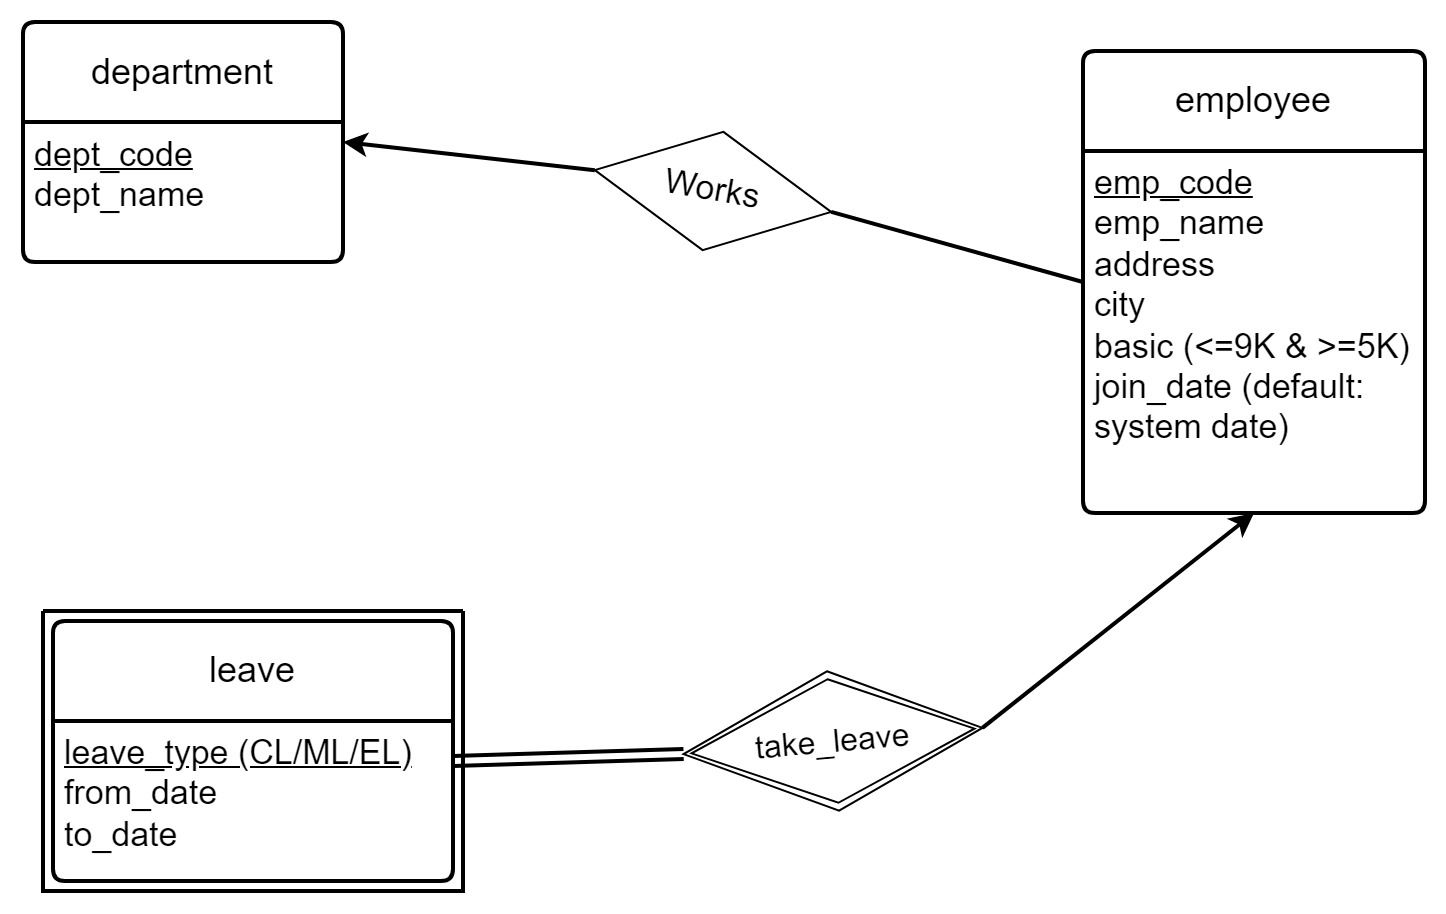 department
dept_code
dept_name
Works
employee
emp_code
emp_name
address
city
basic (<=9K & >=5K)
join_date (default:
system date)
leave
leave_type (CL/ML/EL)
from_date
to_date
take_leave